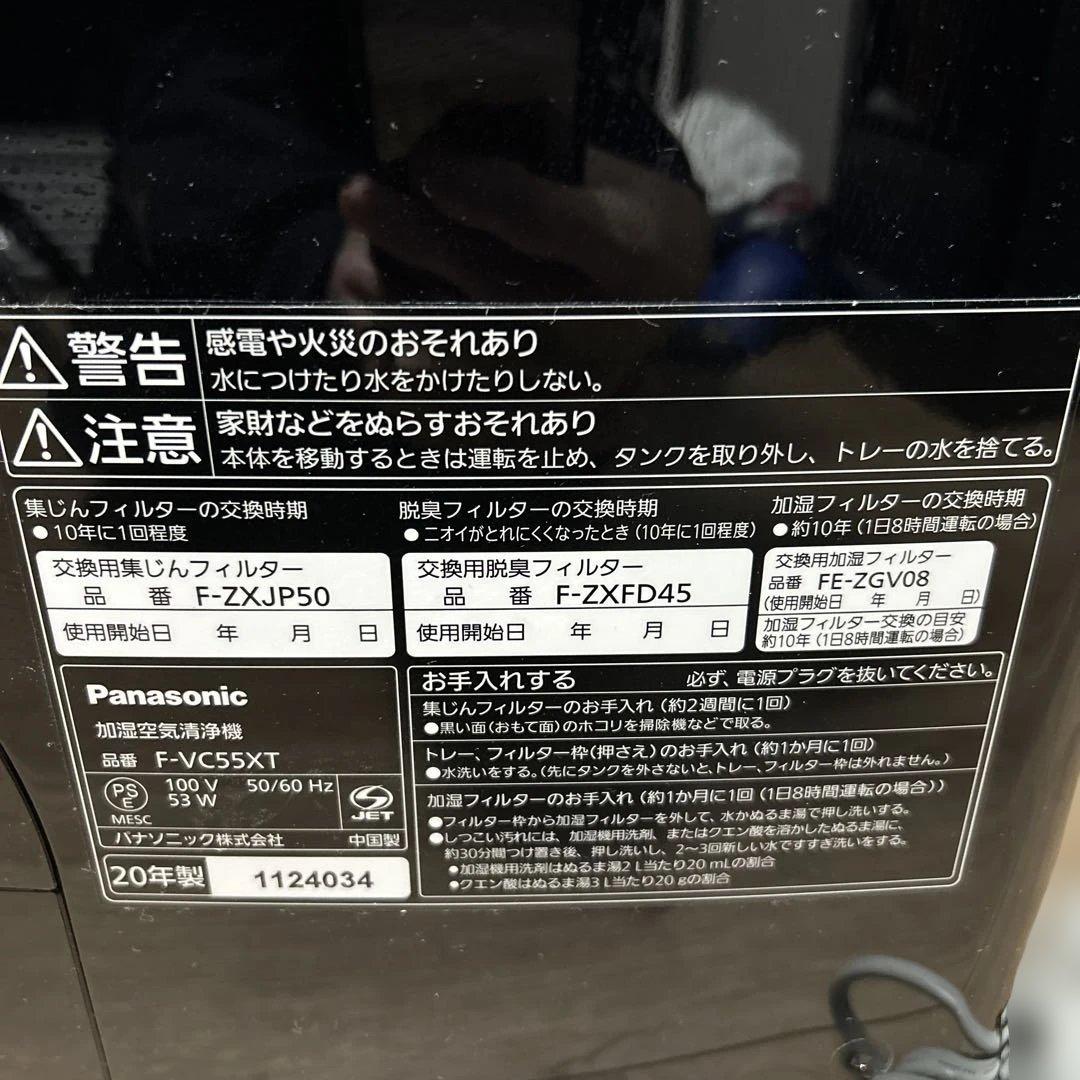 警告
感電や火災のおそれあり
水につけたり水をかけたりしない。
注意
家財などをぬらすおそれあり
本体を移動するときは運転を止め、タンクを取り外し、トレーの水を捨てる。
集じんフィルターの交換時期
●10年に1回程度
交換用集じんフィルター
品 番 F-ZXJP50
使用開始日 年 月 日
脱臭フィルターの交換時期
●ニオイがとれにくくなったとき(10年に1回程度)
交換用脱臭フィルター
品 番 F-ZXFD45
使用開始日 年 月 日
加湿フィルターの交換時期
●約10年(1日8時間運転の場合)
交換用加湿フィルター
品番 FE-ZGV08
(使用開始日 年 月 日)
加湿フィルター交換の目安
約10年(1日8時間運転の場合)
Panasonic
加湿空気清浄機
品番 F-VC55XT
PS E
MESC
100 V 50/60 Hz
53 W
JET
パナソニック株式会社 中国製
20年製 1124034
お手入れする 必ず、電源プラグを抜いてください。
集じんフィルターのお手入れ(約2週間に1回)
●黒い面(おもて面)のホコリを掃除機などで取る。
トレー、フィルター枠(押さえ)のお手入れ(約1か月に1回)
●水洗いをする。(先にタンクを外さないと、トレー、フィルター枠は外れません。)
加湿フィルターのお手入れ(約1か月に1回(1日8時間運転の場合))
●フィルター枠から加湿フィルターを外して、水かぬるま湯で押し洗いする。
●しつこい汚れには、加湿機用洗剤、またはクエン酸を溶かしたぬるま湯に、
約30分間つけ置き後、押し洗いし、2~3回新しい水ですすぎ洗いをする。
•加湿機用洗剤はぬるま湯2 L当たり20 mLの割合
•クエン酸はぬるま湯3 L当たり20 gの割合